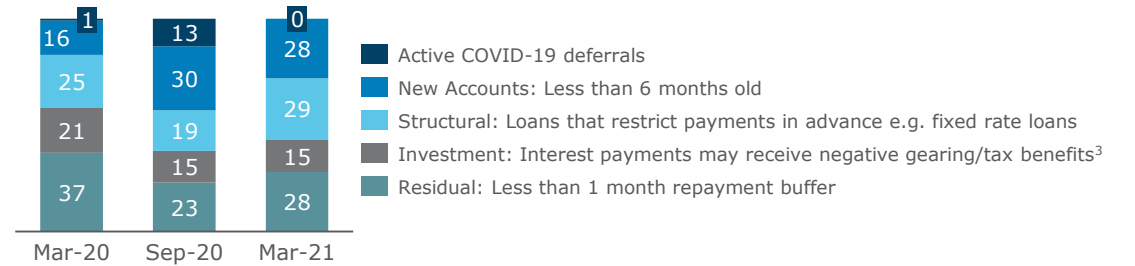 1
16
25
21
37
13
30
19
15
23
0
28
29
15
28
Mar-20 Sep-20 Mar-21
Active COVID-19 deferrals
New Accounts: Less than 6 months old
Structural: Loans that restrict payments in advance e.g. fixed rate loans
Investment: Interest payments may receive negative gearing/tax benefits³
Residual: Less than 1 month repayment buffer